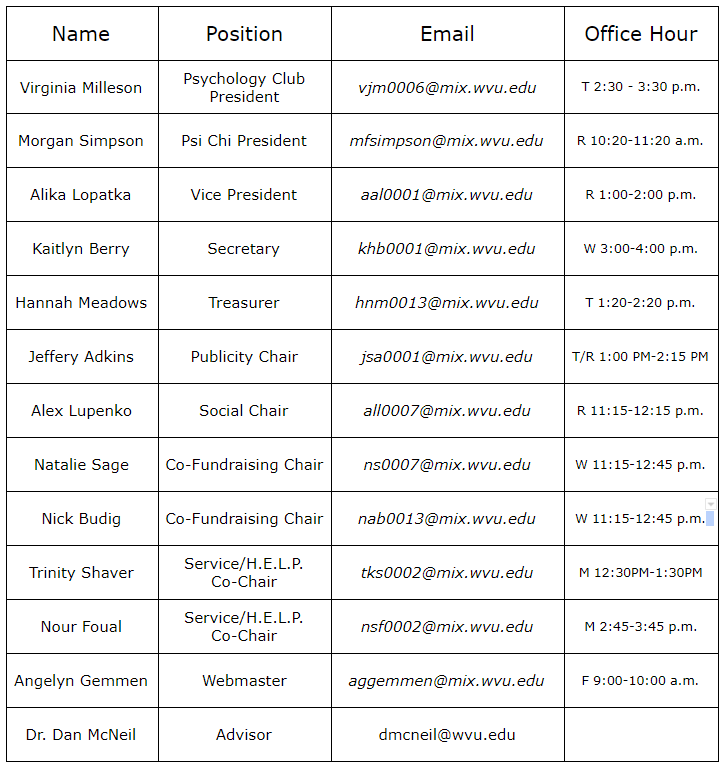 Name Position Email Office Hour
Virginia Milleson Psychology Club President vjm0006@mix.wvu.edu T 2:30 - 3:30 p.m.
Morgan Simpson Psi Chi President mfsimpson@mix.wvu.edu R 10:20-11:20 a.m.
Alika Lopatka Vice President aal0001@mix.wvu.edu R 1:00-2:00 p.m.
Kaitlyn Berry Secretary khb0001@mix.wvu.edu W 3:00-4:00 p.m.
Hannah Meadows Treasurer hnm0013@mix.wvu.edu T 1:20-2:20 p.m.
Jeffery Adkins Publicity Chair jsa0001@mix.wvu.edu T/R 1:00 PM-2:15 PM
Alex Lupenko Social Chair all0007@mix.wvu.edu R 11:15-12:15 p.m.
Natalie Sage Co-Fundraising Chair ns0007@mix.wvu.edu W 11:15-12:45 p.m.
Nick Budig Co-Fundraising Chair nab0013@mix.wvu.edu W 11:15-12:45 p.m.
Trinity Shaver Service/H.E.L.P. Co-Chair tks0002@mix.wvu.edu M 12:30PM-1:30PM
Nour Foual Service/H.E.L.P. Co-Chair nsf0002@mix.wvu.edu M 2:45-3:45 p.m.
Angelyn Gemmen Webmaster aggemmen@mix.wvu.edu F 9:00-10:00 a.m.
Dr. Dan McNeil Advisor dmcneil@wvu.edu